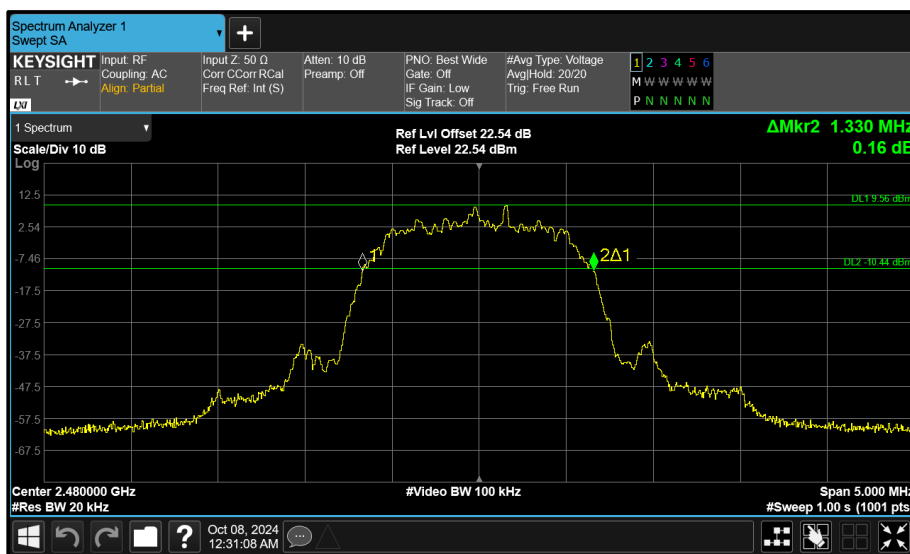 Spectrum Analyzer 1
Swept SA
+
KEYSIGHT
R L T
LXI
Input: RF
Coupling: AC
Align: Partial
Input Z: 50 Ω
Corr CCorr RCal
Freq Ref: Int (S)
Atten: 10 dB
Preamp: Off
PNO: Best Wide
Gate: Off
IF Gain: Low
Sig Track: Off
#Avg Type: Voltage
Avg|Hold: 20/20
Trig: Free Run
1 2 3 4 5 6
M W W W W W
P N N N N N
1 Spectrum
Scale/Div 10 dB
Ref Lvl Offset 22.54 dB
Ref Level 22.54 dBm
ΔMkr2 1.330 MHz
0.16 dB
Log
12.5
2.54
-7.46
-17.5
-27.5
-37.5
-47.5
-57.5
-67.5
DL1 9.56 dBm
DL2 -10.44 dBm
1
2Δ1
Center 2.480000 GHz
#Res BW 20 kHz
#Video BW 100 kHz
Span 5.000 MHz
#Sweep 1.00 s (1001 pts
?
Oct 08, 2024
12:31:08 AM